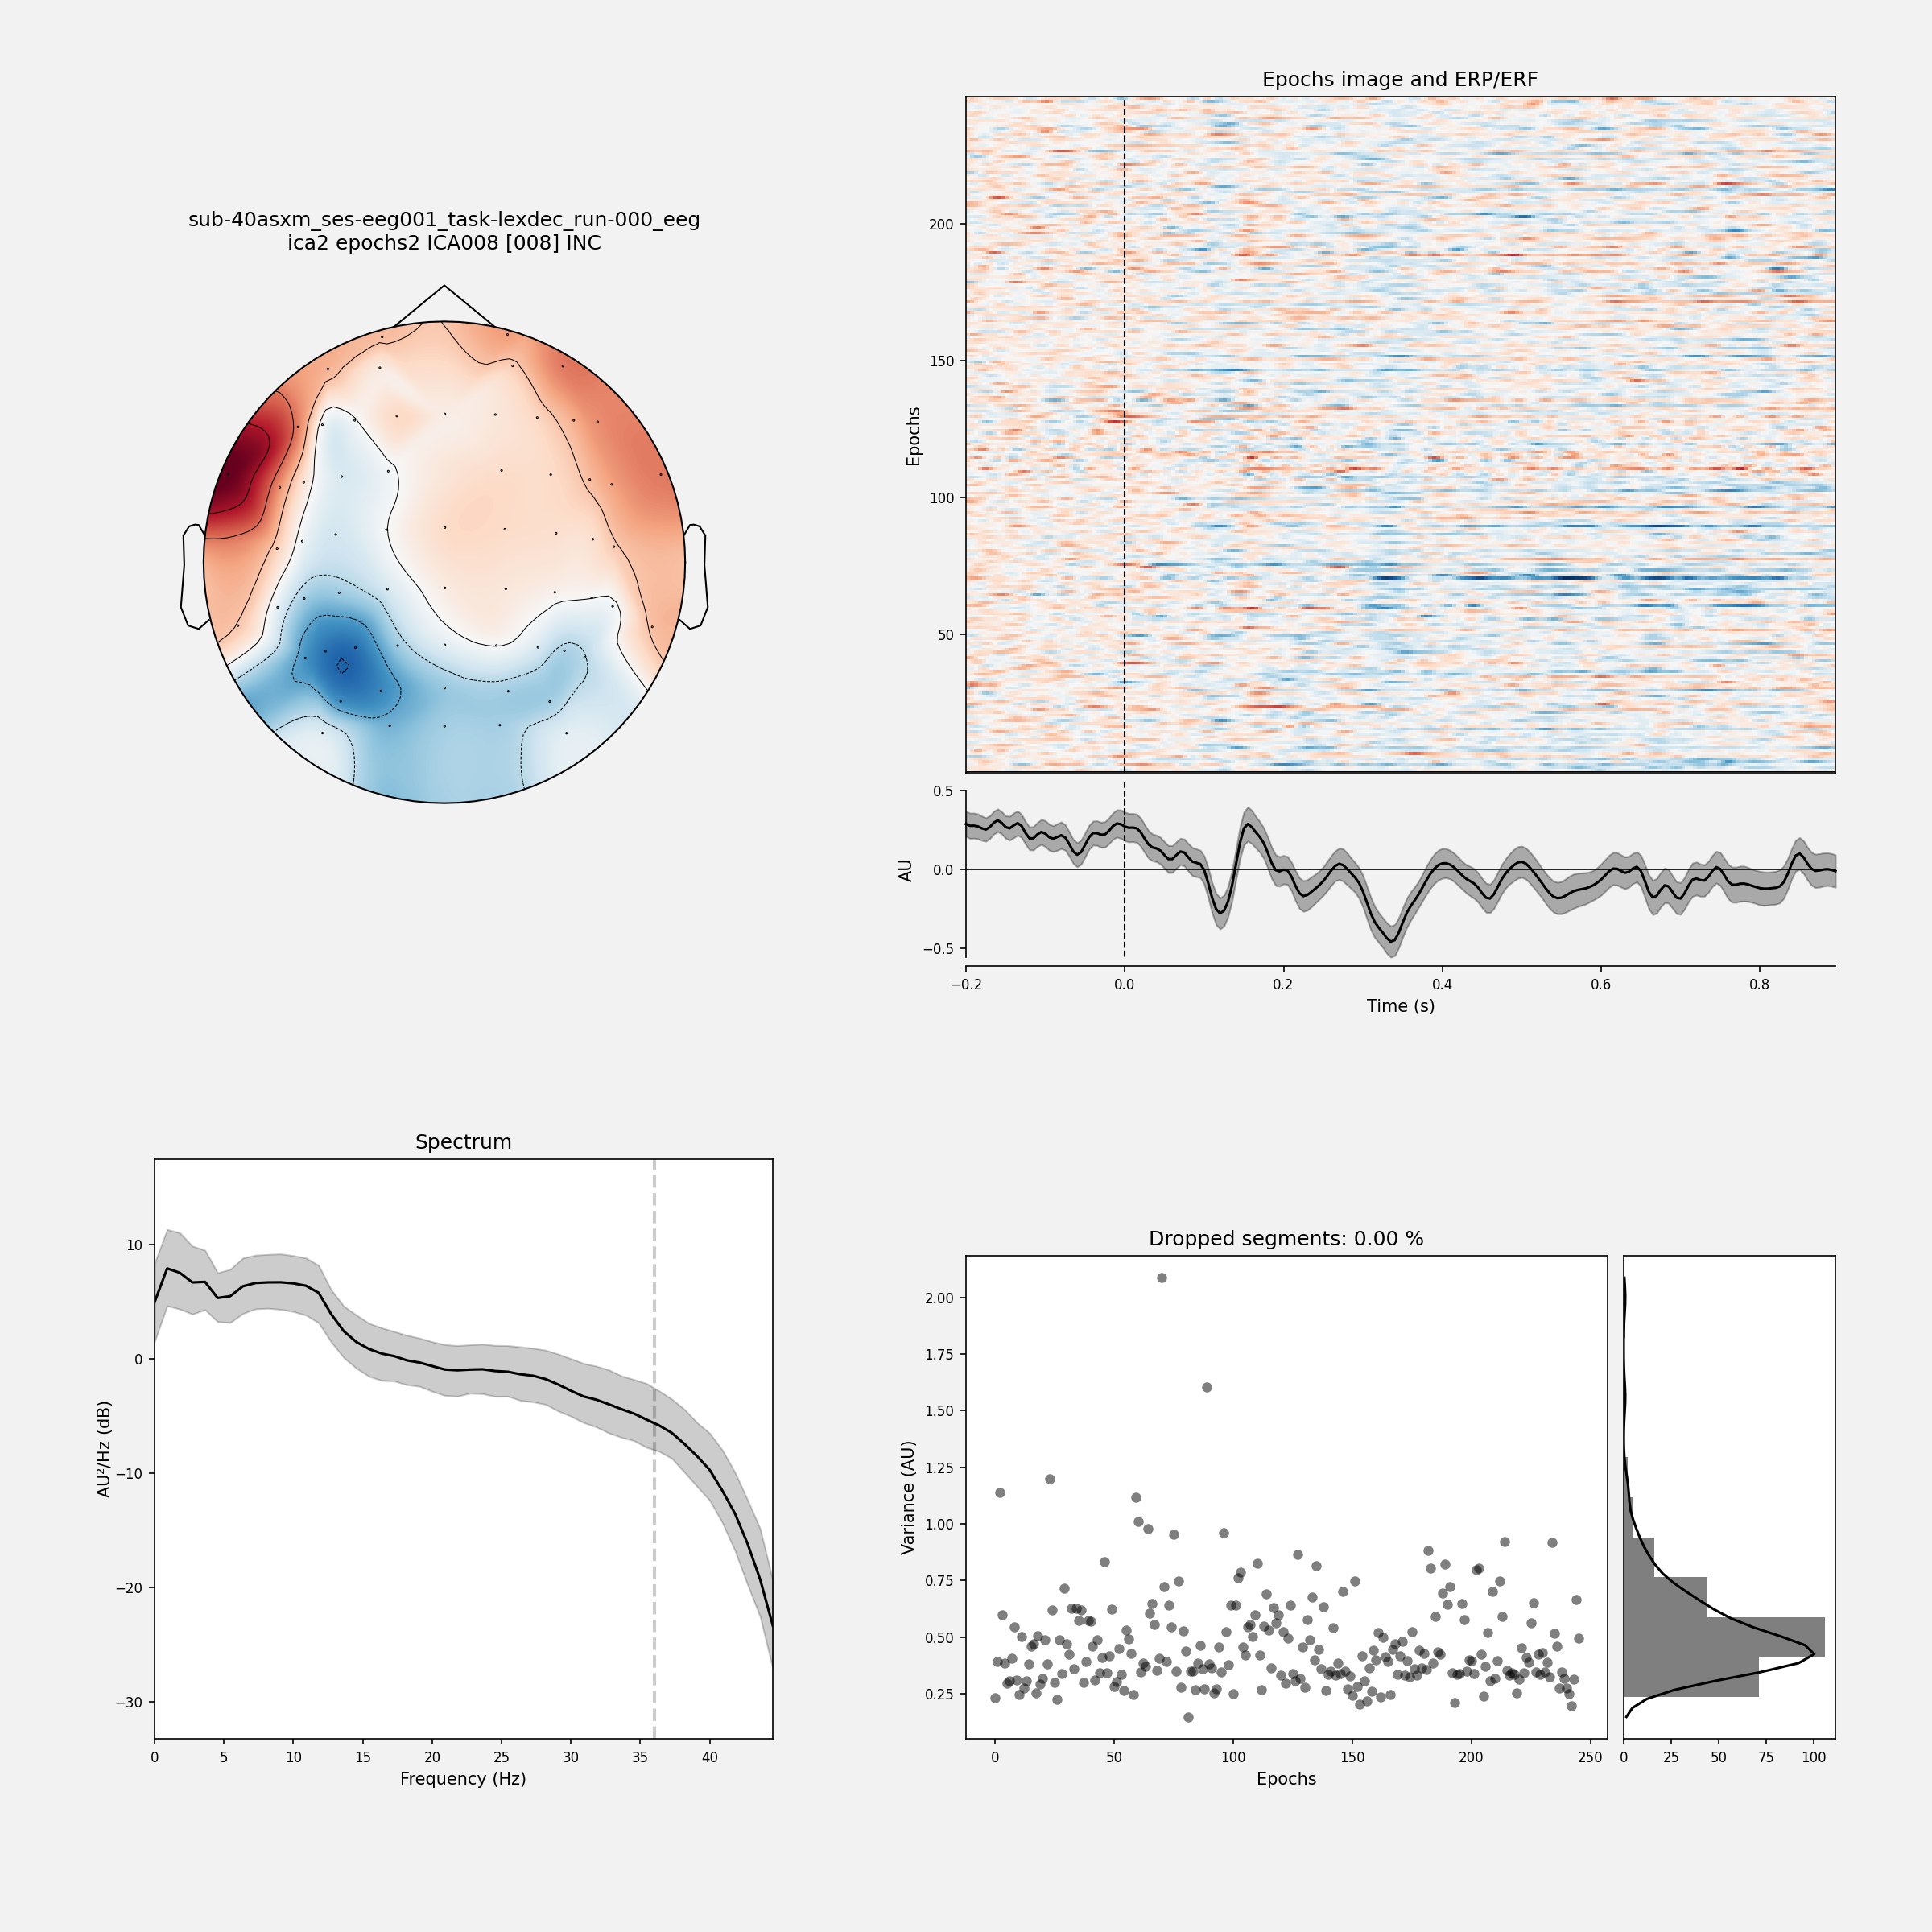 sub-40asxm_ses-eeg001_task-lexdec_run-000_eeg
ica2 epochs2 ICA008 [008] INC
Epochs image and ERP/ERF
Epochs
200
150
100
50
AU
0.5
0.0
−0.5
−0.2 0.0 0.2 0.4 0.6 0.8
Time (s)
Spectrum
AU²/Hz (dB)
10
0
−10
−20
−30
0 5 10 15 20 25 30 35 40
Frequency (Hz)
Dropped segments: 0.00 %
Variance (AU)
2.00
1.75
1.50
1.25
1.00
0.75
0.50
0.25
0 50 100 150 200 250
Epochs
0 25 50 75 100